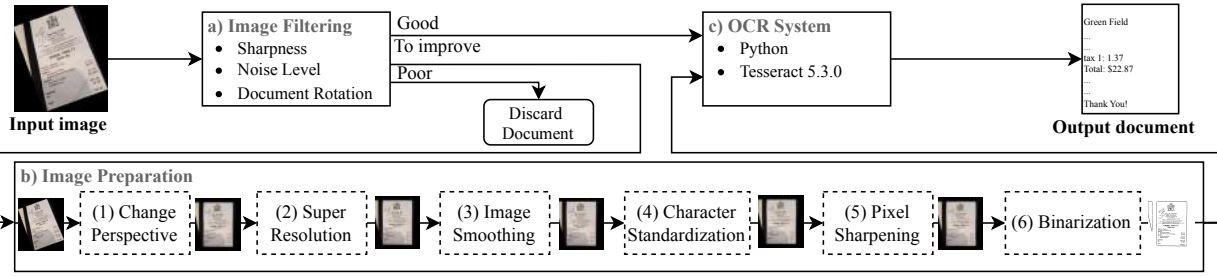 a) Image Filtering
• Sharpness
• Noise Level
• Document Rotation
Input image
Good
To improve
Poor
Discard
Document
c) OCR System
• Python
• Tesseract 5.3.0
Green Field
...
...
tax 1: 1.37
Total: $22.87
...
...
Thank You!
Output document
b) Image Preparation
(1) Change
Perspective
(2) Super
Resolution
(3) Image
Smoothing
(4) Character
Standardization
(5) Pixel
Sharpening
(6) Binarization